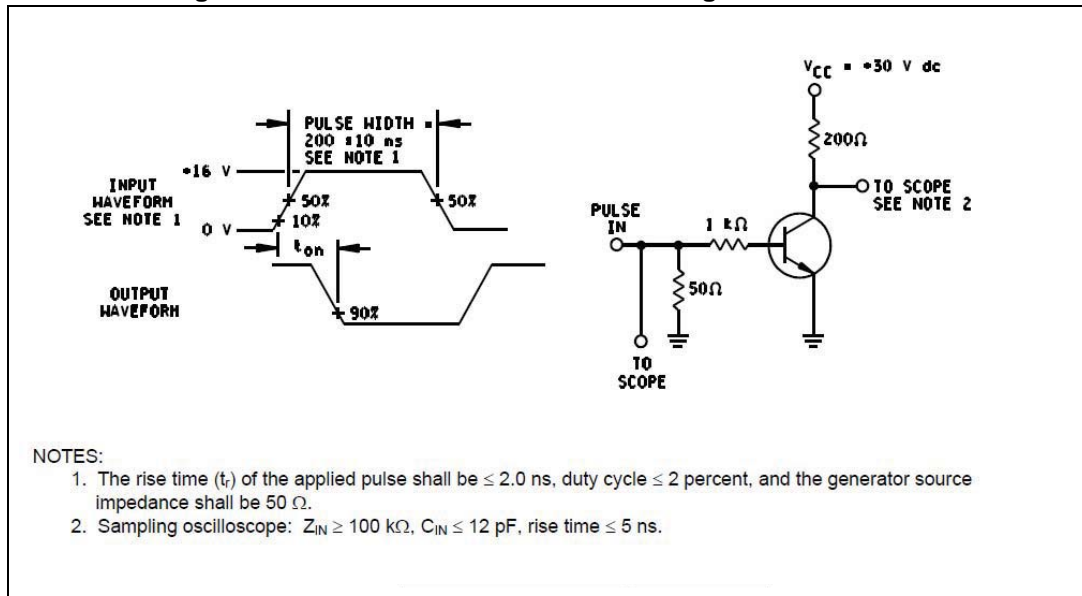 V_CC = +30 V dc
200Ω
TO SCOPE
SEE NOTE 2
PULSE WIDTH =
200 ±10 ns
SEE NOTE 1
+16 V
INPUT
WAVEFORM
SEE NOTE 1
50%
50%
10%
0 V
t_on
OUTPUT
WAVEFORM
90%
PULSE
IN
1 kΩ
50Ω
TO
SCOPE
NOTES:
1. The rise time (t_r) of the applied pulse shall be ≤ 2.0 ns, duty cycle ≤ 2 percent, and the generator source
impedance shall be 50 Ω.
2. Sampling oscilloscope: Z_IN ≥ 100 kΩ, C_IN ≤ 12 pF, rise time ≤ 5 ns.